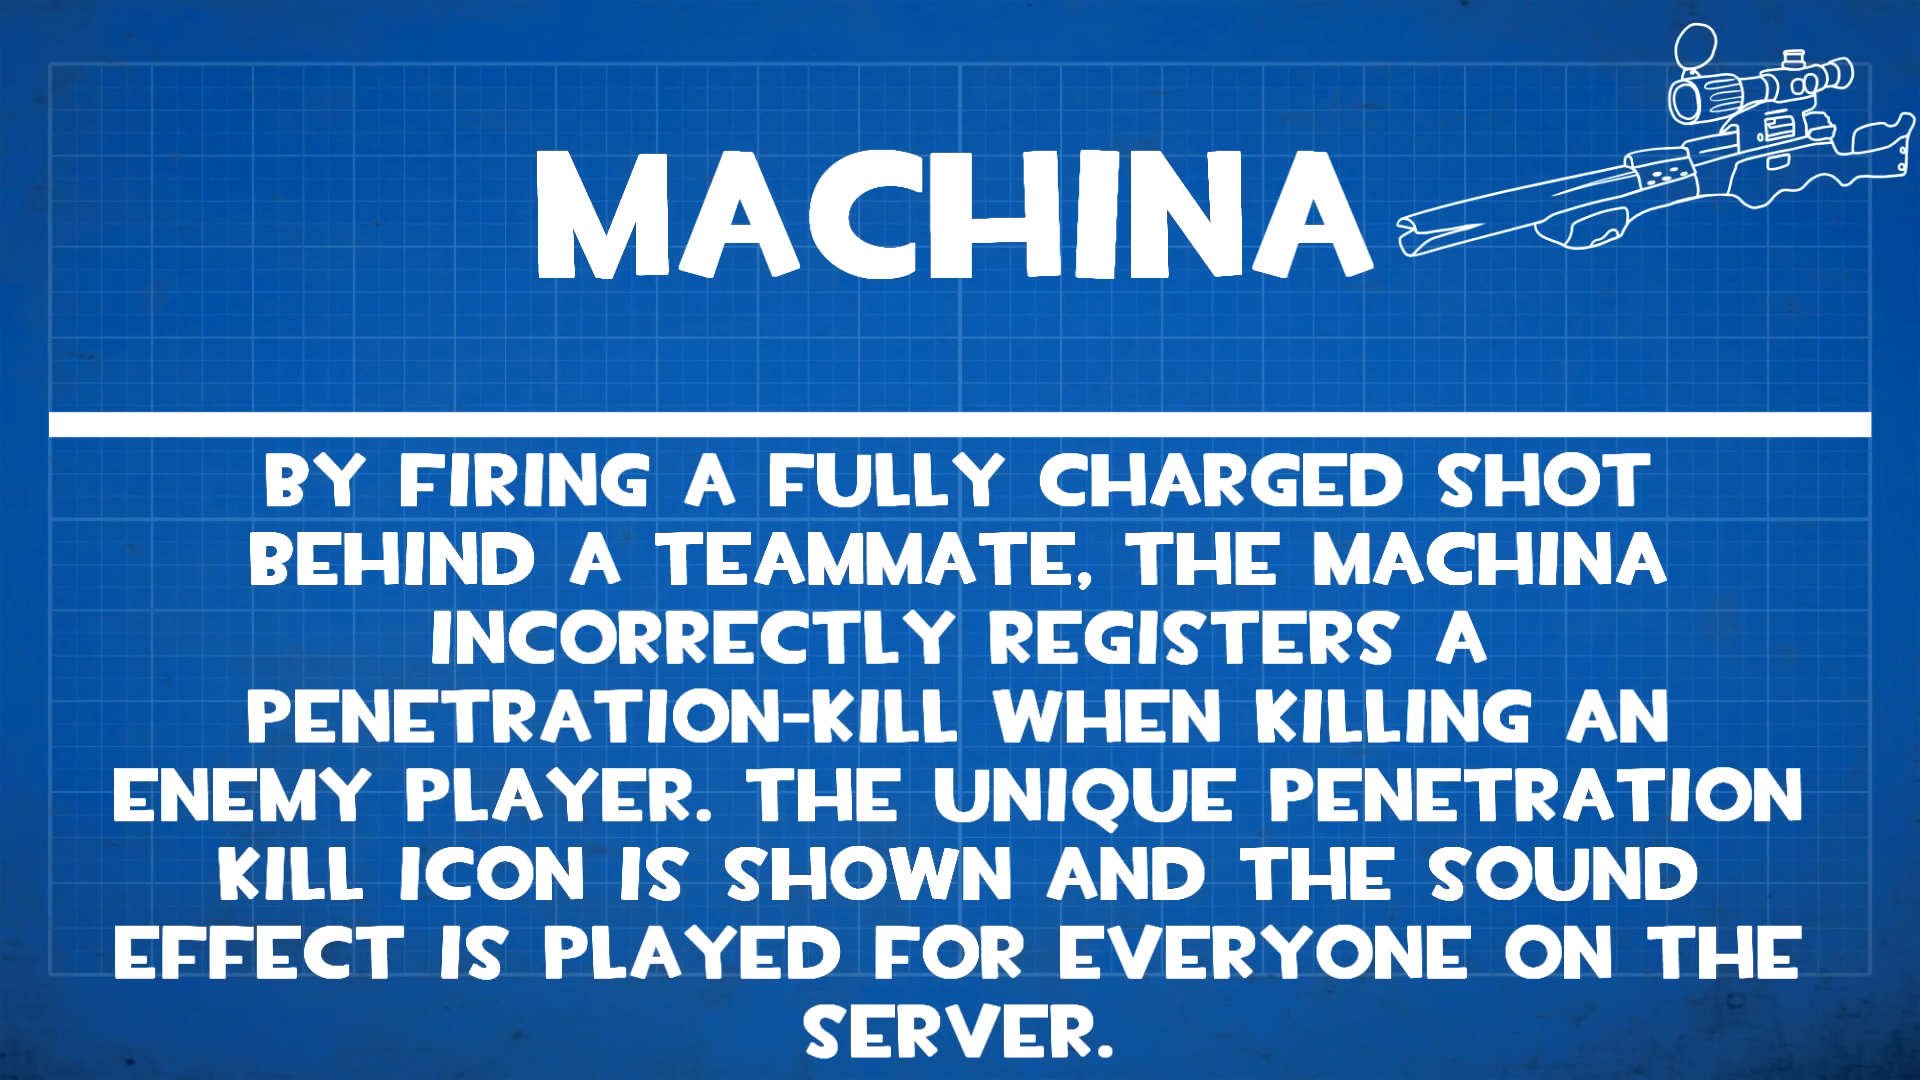 MACHINA
BY FIRING A FULLY CHARGED SHOT
BEHIND A TEAMMATE, THE MACHINA
INCORRECTLY REGISTERS A
PENETRATION-KILL WHEN KILLING AN
ENEMY PLAYER. THE UNIQUE PENETRATION
KILL ICON IS SHOWN AND THE SOUND
EFFECT IS PLAYED FOR EVERYONE ON THE
SERVER.